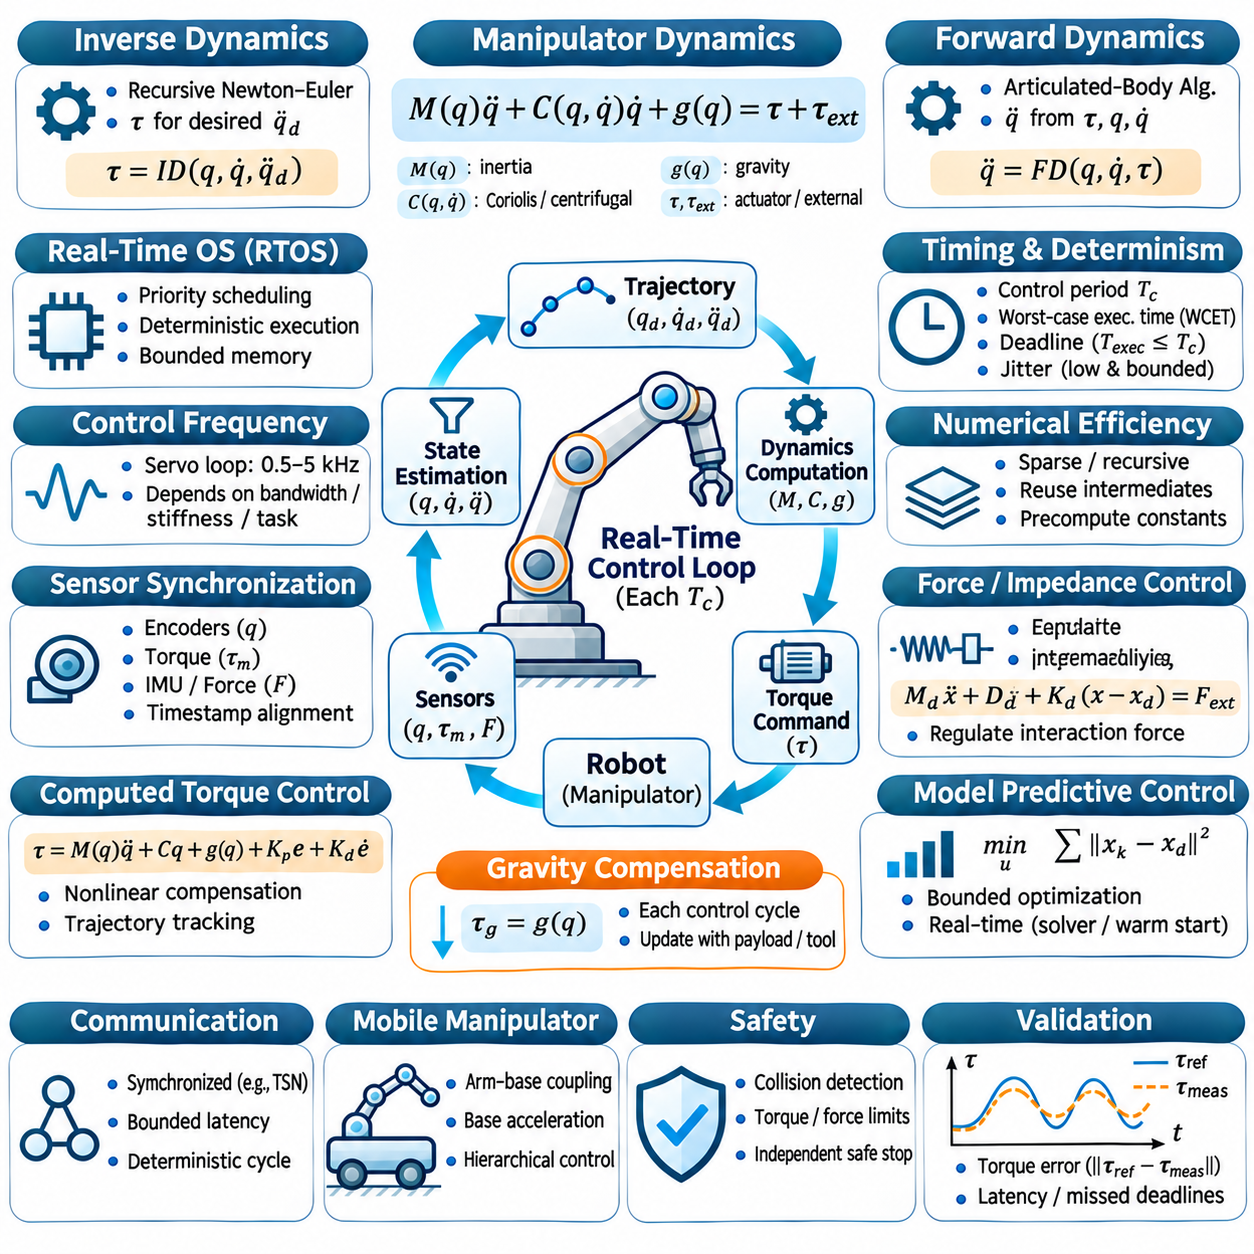 Inverse Dynamics
Recursive Newton–Euler
τ for desired q̈_d
τ = ID(q, q̇, q̈_d)
Manipulator Dynamics
M(q)q̈ + C(q, q̇)q̇ + g(q) = τ + τ_ext
M(q) : inertia
g(q) : gravity
C(q, q̇) : Coriolis / centrifugal
τ, τ_ext : actuator / external
Forward Dynamics
Articulated–Body Alg.
q̈ from τ, q, q̇
q̈ = FD(q, q̇, τ)
Real-Time OS (RTOS)
Priority scheduling
Deterministic execution
Bounded memory
Control Frequency
Servo loop: 0.5–5 kHz
Depends on bandwidth /
stiffness / task
Sensor Synchronization
Encoders (q)
Torque (τ_m)
IMU / Force (F)
Timestamp alignment
Computed Torque Control
τ = M(q)q̈ + Cq + g(q) + K_p e + K_d ė
Nonlinear compensation
Trajectory tracking
Trajectory
(q_d, q̇_d, q̈_d)
State
Estimation
(q, q̇, q̈)
Dynamics
Computation
(M, C, g)
Real-Time
Control Loop
(Each T_c)
Sensors
(q, τ_m, F)
Torque
Command
(τ)
Robot
(Manipulator)
Gravity Compensation
τ_g = g(q)
Each control cycle
Update with payload / tool
Timing & Determinism
Control period T_c
Worst-case exec. time (WCET)
Deadline (T_exec ≤ T_c)
Jitter (low & bounded)
Numerical Efficiency
Sparse / recursive
Reuse intermediates
Precompute constants
Force / Impedance Control
M_d ẍ + D_d + K_d (x − x_d) = F_ext
Regulate interaction force
Model Predictive Control
min_u ∑ ||x_k − x_d||²
Bounded optimization
Real-time (solver / warm start)
Communication
Symchronized (e.g., TSN)
Bounded latency
Deterministic cycle
Mobile Manipulator
Arm-base coupling
Base acceleration
Hierarchical control
Safety
Collision detection
Torque / force limits
Independent safe stop
Validation
τ
τ_ref
τ_meas
t
Torque error (||τ_ref − τ_meas||)
Latency / missed deadlines